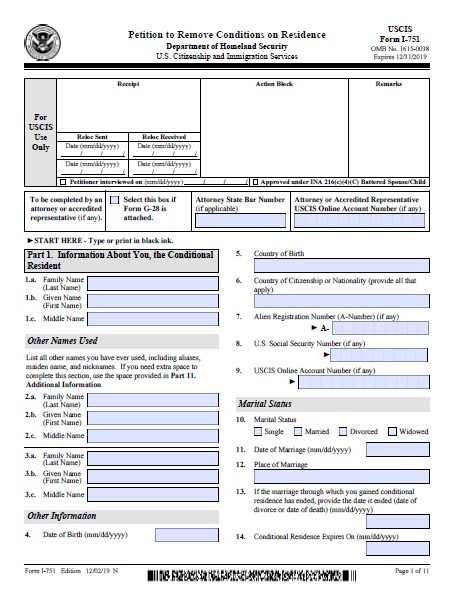 Petition to Remove Conditions on Residence
Department of Homeland Security
U.S. Citizenship and Immigration Services
USCIS
Form I-751
OMB No. 1615-0038
Expires 12/31/2019
For
USCIS
Use
Only
Receipt
Action Block
Remarks
Reloc Sent
Reloc Received
Date (mm/dd/yyyy)
Date (mm/dd/yyyy)
/ /
/ /
Date (mm/dd/yyyy)
Date (mm/dd/yyyy)
/ /
/ /
Petitioner interviewed on (mm/dd/yyyy) / /
Approved under INA 216(c)(4)(C) Battered Spouse/Child
To be completed by an
attorney or accredited
representative (if any).
Select this box if
Form G-28 is
attached.
Attorney State Bar Number
(if applicable)
Attorney or Accredited Representative
USCIS Online Account Number (if any)
►START HERE - Type or print in black ink.
Part 1. Information About You, the Conditional
Resident
1.a. Family Name
(Last Name)
1.b. Given Name
(First Name)
1.c. Middle Name
Other Names Used
List all other names you have ever used, including aliases,
maiden name, and nicknames. If you need extra space to
complete this section, use the space provided in Part 11.
Additional Information.
2.a. Family Name
(Last Name)
2.b. Given Name
(First Name)
2.c. Middle Name
3.a. Family Name
(Last Name)
3.b. Given Name
(First Name)
3.c. Middle Name
Other Information
4. Date of Birth (mm/dd/yyyy)
5. Country of Birth
6. Country of Citizenship or Nationality (provide all that
apply)
7. Alien Registration Number (A-Number) (if any)
► A-
8. U.S. Social Security Number (if any)
►
9. USCIS Online Account Number (if any)
►
Marital Status
10. Marital Status
Single Married Divorced Widowed
11. Date of Marriage (mm/dd/yyyy)
12. Place of Marriage
13. If the marriage through which you gained conditional
residence has ended, provide the date it ended (date of
divorce or date of death) (mm/dd/yyyy)
14. Conditional Residence Expires On (mm/dd/yyyy)
Form I-751 Edition 12/02/19 N
Page 1 of 11